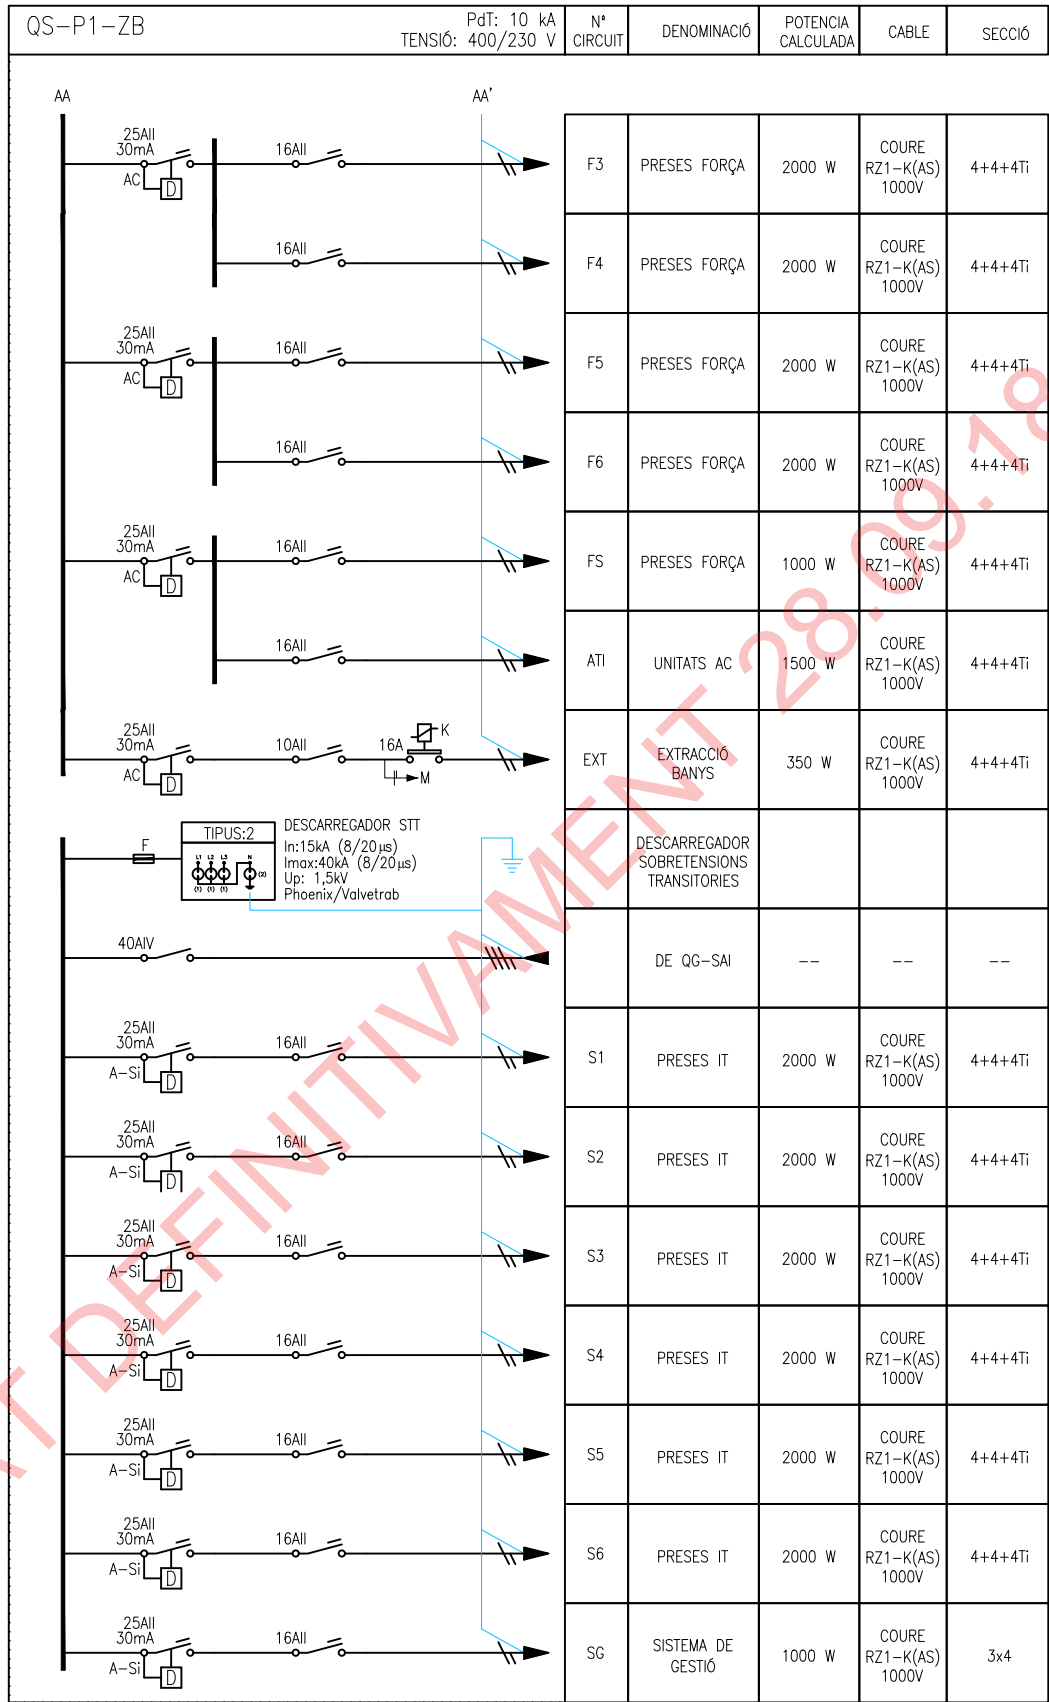 QS-P1-ZB
PdT: 10 kA
TENSIÓ: 400/230 V
Nº
CIRCUIT
DENOMINACIÓ
POTENCIA
CALCULADA
CABLE
SECCIÓ
AA
AA'
25AII
30mA
AC
D
16AII
F3
PRESES FORÇA
2000 W
COURE
RZ1-K(AS)
1000V
4+4+4Ti
16AII
F4
PRESES FORÇA
2000 W
COURE
RZ1-K(AS)
1000V
4+4+4Ti
25AII
30mA
AC
D
16AII
F5
PRESES FORÇA
2000 W
COURE
RZ1-K(AS)
1000V
4+4+4Ti
16AII
F6
PRESES FORÇA
2000 W
COURE
RZ1-K(AS)
1000V
4+4+4Ti
25AII
30mA
AC
D
16AII
FS
PRESES FORÇA
1000 W
COURE
RZ1-K(AS)
1000V
4+4+4Ti
16AII
ATI
UNITATS AC
1500 W
COURE
RZ1-K(AS)
1000V
4+4+4Ti
25AII
30mA
AC
D
10AII
16A
K
M
EXT
EXTRACCIÓ
BANYS
350 W
COURE
RZ1-K(AS)
1000V
4+4+4Ti
F
TIPUS:2
L1 L2 L3 N
(1) (1) (1) (2)
DESCARREGADOR STT
In:15kA (8/20µs)
Imax:40kA (8/20µs)
Up: 1,5kV
Phoenix/Valvetrab
DESCARREGADOR
SOBRETENSIONS
TRANSITORIES
40AIV
DE QG-SAI
--
--
--
25AII
30mA
A-Si
D
16AII
S1
PRESES IT
2000 W
COURE
RZ1-K(AS)
1000V
4+4+4Ti
25AII
30mA
A-Si
D
16AII
S2
PRESES IT
2000 W
COURE
RZ1-K(AS)
1000V
4+4+4Ti
25AII
30mA
A-Si
D
16AII
S3
PRESES IT
2000 W
COURE
RZ1-K(AS)
1000V
4+4+4Ti
25AII
30mA
A-Si
D
16AII
S4
PRESES IT
2000 W
COURE
RZ1-K(AS)
1000V
4+4+4Ti
25AII
30mA
A-Si
D
16AII
S5
PRESES IT
2000 W
COURE
RZ1-K(AS)
1000V
4+4+4Ti
25AII
30mA
A-Si
D
16AII
S6
PRESES IT
2000 W
COURE
RZ1-K(AS)
1000V
4+4+4Ti
25AII
30mA
A-Si
D
16AII
SG
SISTEMA DE
GESTIÓ
1000 W
COURE
RZ1-K(AS)
1000V
3x4
DEFINITIVAMENT 28.09.18